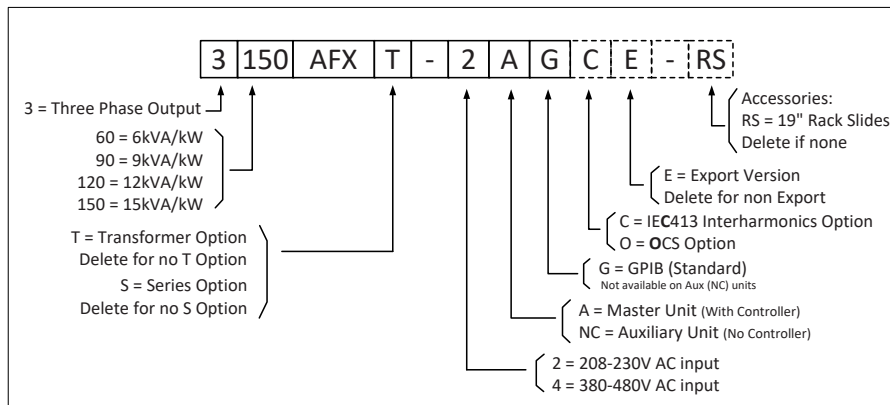 3 150 AFX T - 2 A G C E - RS
3 = Three Phase Output
60 = 6kVA/kW
90 = 9kVA/kW
120 = 12kVA/kW
150 = 15kVA/kW
T = Transformer Option
Delete for no T Option
S = Series Option
Delete for no S Option
Accessories:
RS = 19" Rack Slides
Delete if none
E = Export Version
Delete for non Export
C = IEC413 Interharmonics Option
O = OCS Option
G = GPIB (Standard)
Not available on Aux (NC) units
A = Master Unit (With Controller)
NC = Auxiliary Unit (No Controller)
2 = 208-230V AC input
4 = 380-480V AC input